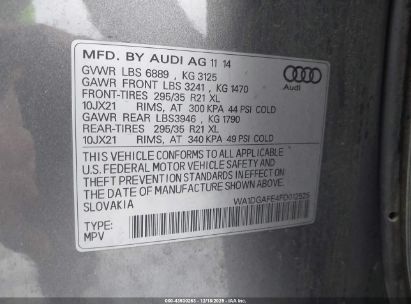 MFD. BY AUDI AG 11 14
GVWR LBS 6889 , KG 3125
GAWR FRONT LBS 3241 , KG 1470
FRONT-TIRES 295/35 R21 XL
10JX21 RIMS, AT 300 KPA 44 PSI COLD
GAWR REAR LBS3946 , KG 1790
REAR-TIRES 295/35 R21 XL
10JX21 RIMS, AT 340 KPA 49 PSI COLD
THIS VEHICLE CONFORMS TO ALL APPLICABLE
U.S. FEDERAL MOTOR VEHICLE SAFETY AND
THEFT PREVENTION STANDARDS IN EFFECT ON
THE DATE OF MANUFACTURE SHOWN ABOVE.
SLOVAKIA
WA1DGAFE4FD012525
TYPE:
MPV